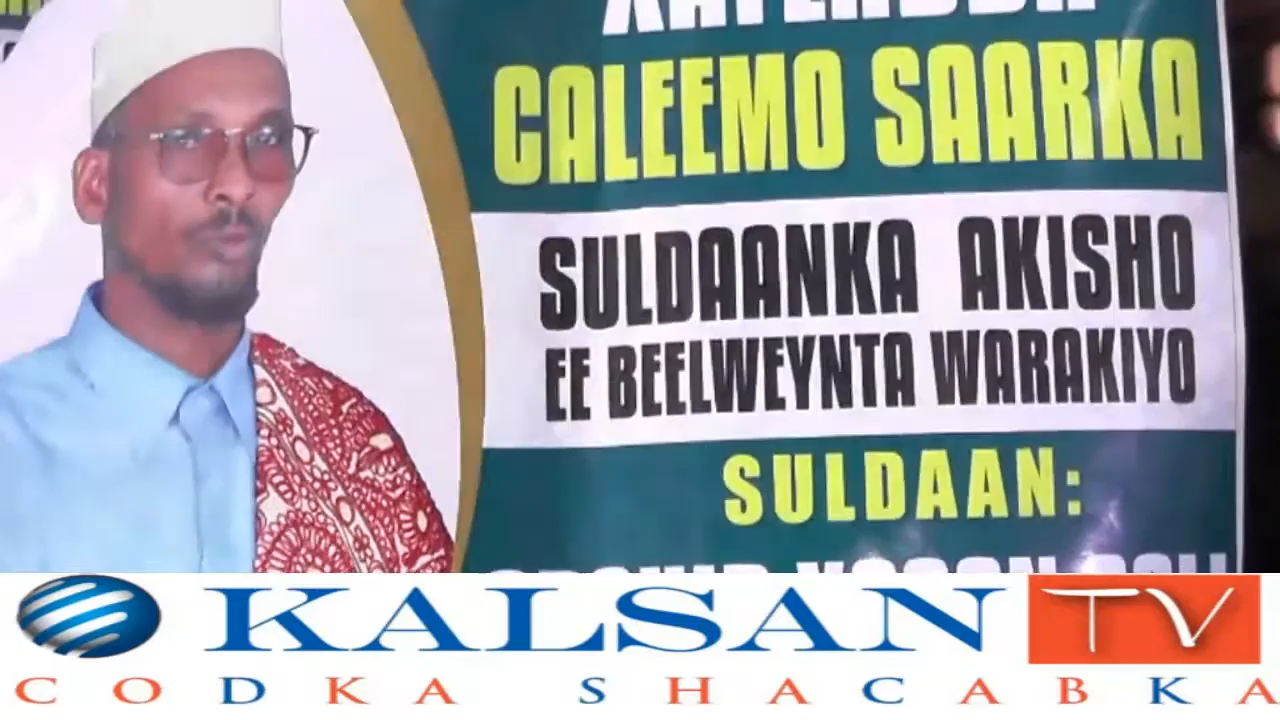 CALEEMO SAARKA
SULDAANKA AKISHO
EE BEELWEYNTA WARAKIYO
SULDAAN:
KALSAN TV
CODKA SHACABKA